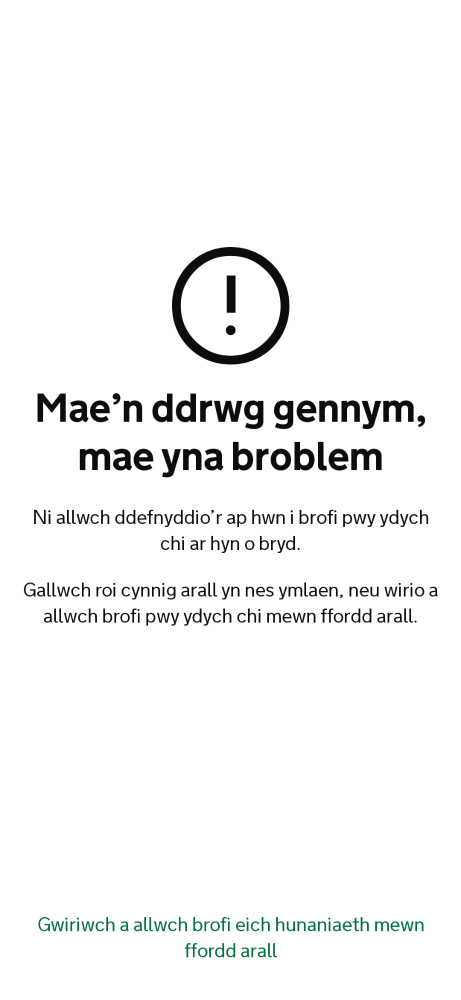 Mae’n ddrwg gennym,
mae yna broblem
Ni allwch ddefnyddio’r ap hwn i brofi pwy ydych
chi ar hyn o bryd.
Gallwch roi cynnig arall yn nes ymlaen, neu wirio a
allwch brofi pwy ydych chi mewn ffordd arall.
Gwiriwch a allwch brofi eich hunaniaeth mewn
ffordd arall